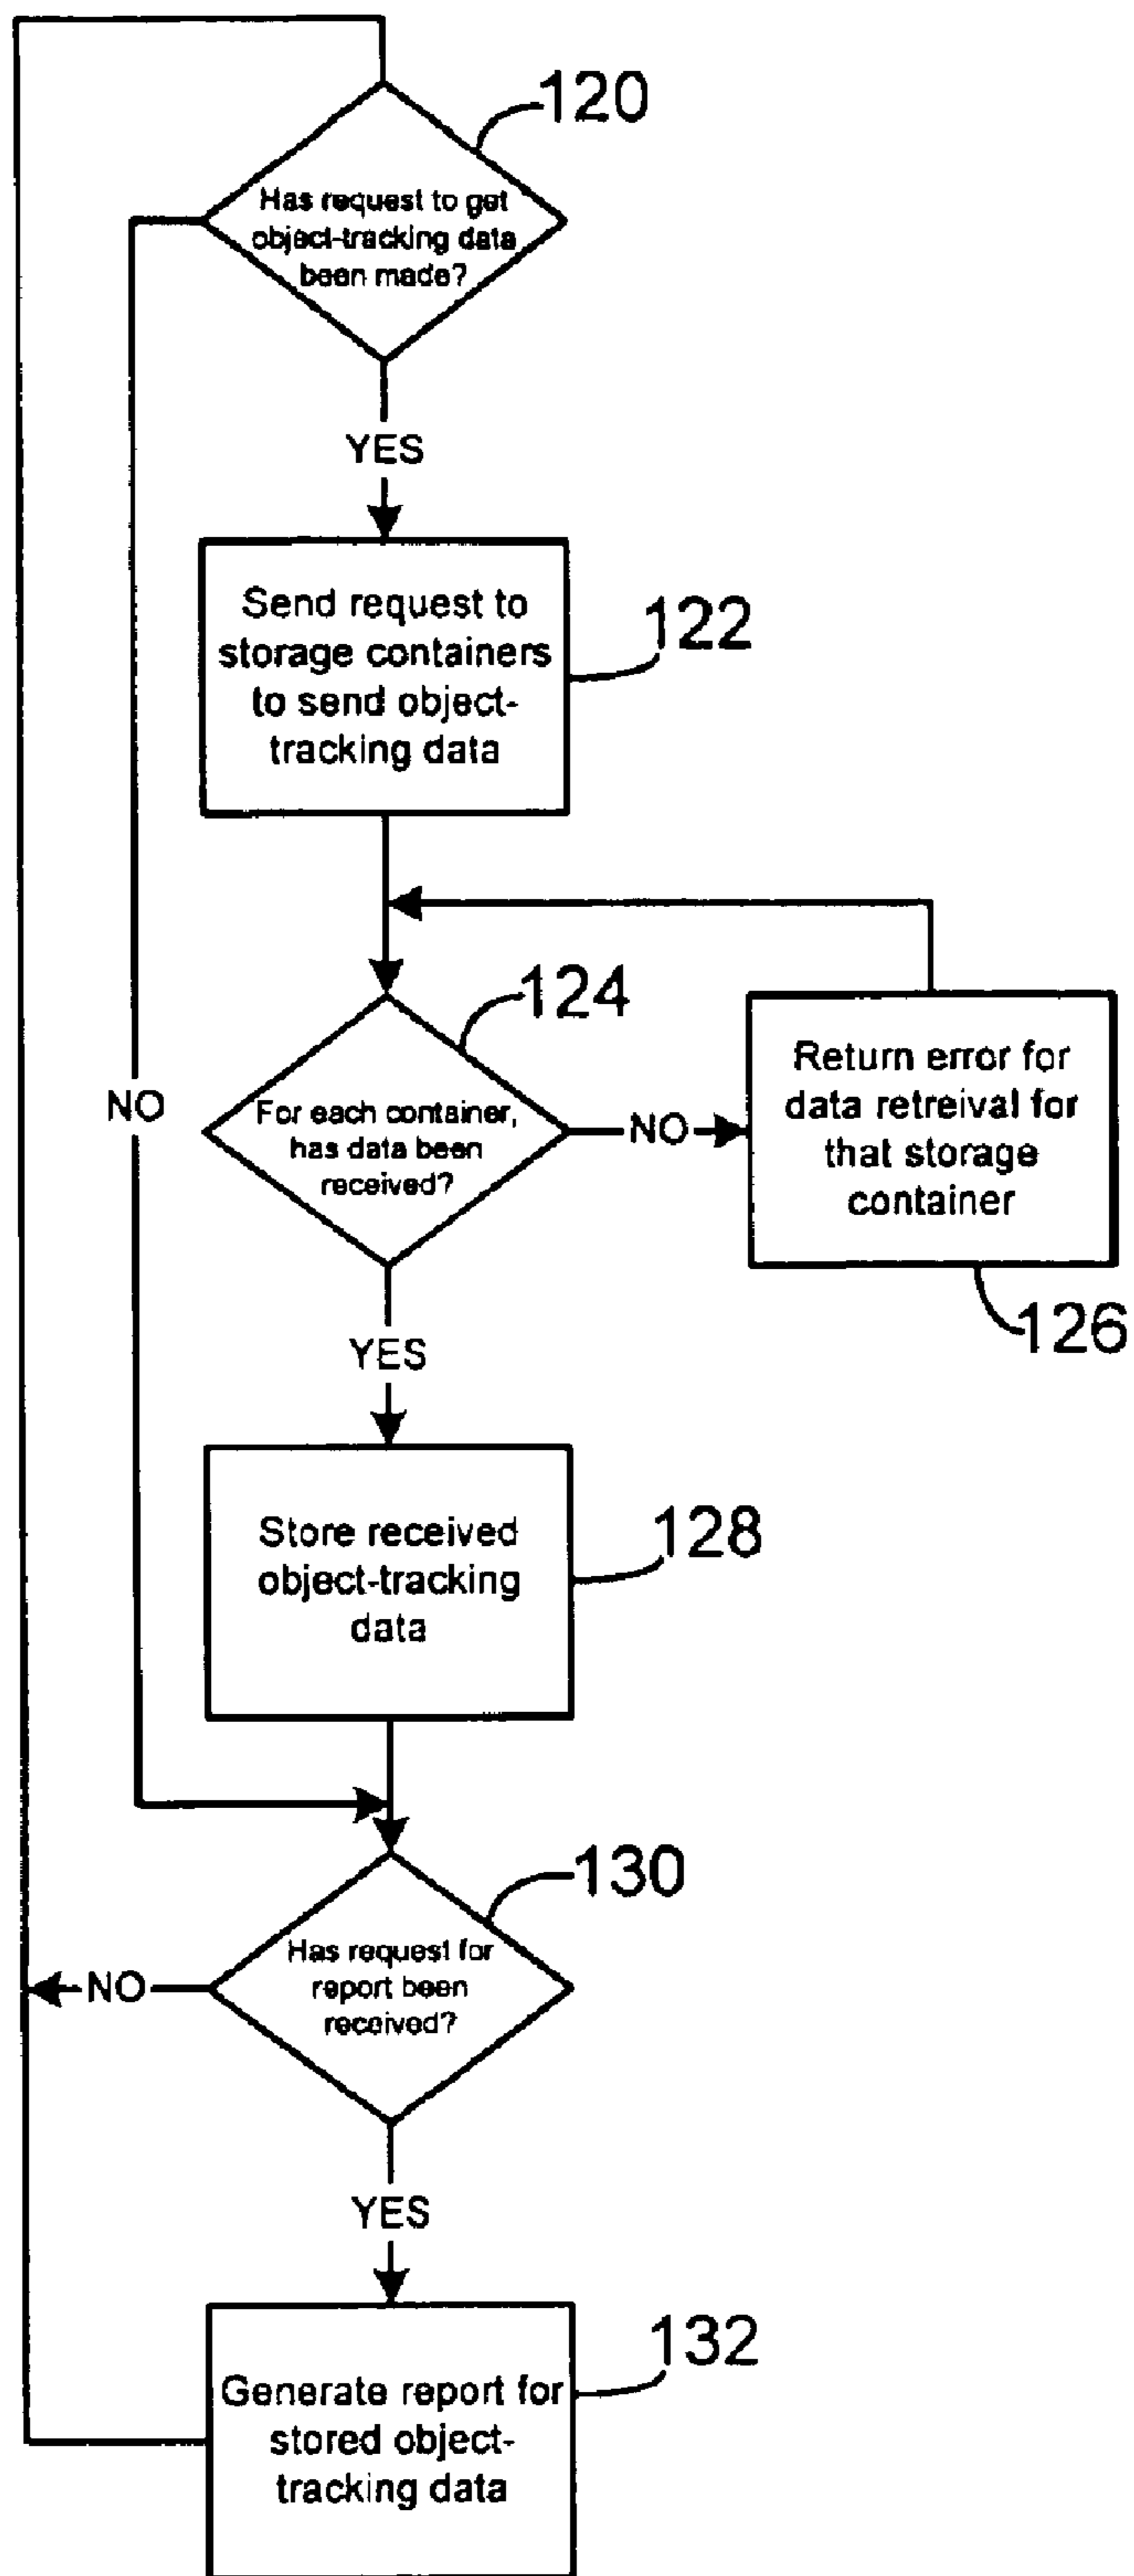 120
Has request to get
object-tracking data
been made?
YES
Send request to
storage containers
to send object-
tracking data
122
124
For each container,
has data been
received?
NO
NO
Return error for
data retreival for
that storage
container
126
YES
Store received
object-tracking
data
128
130
Has request for
report been
received?
NO
YES
132
Generate report for
stored object-
tracking data